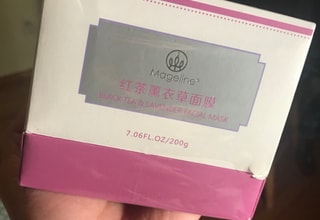 Mageline®
红茶薰衣草面膜
BLACK TEA & LAVENDER FACIAL MASK
7.06FL.OZ/200g